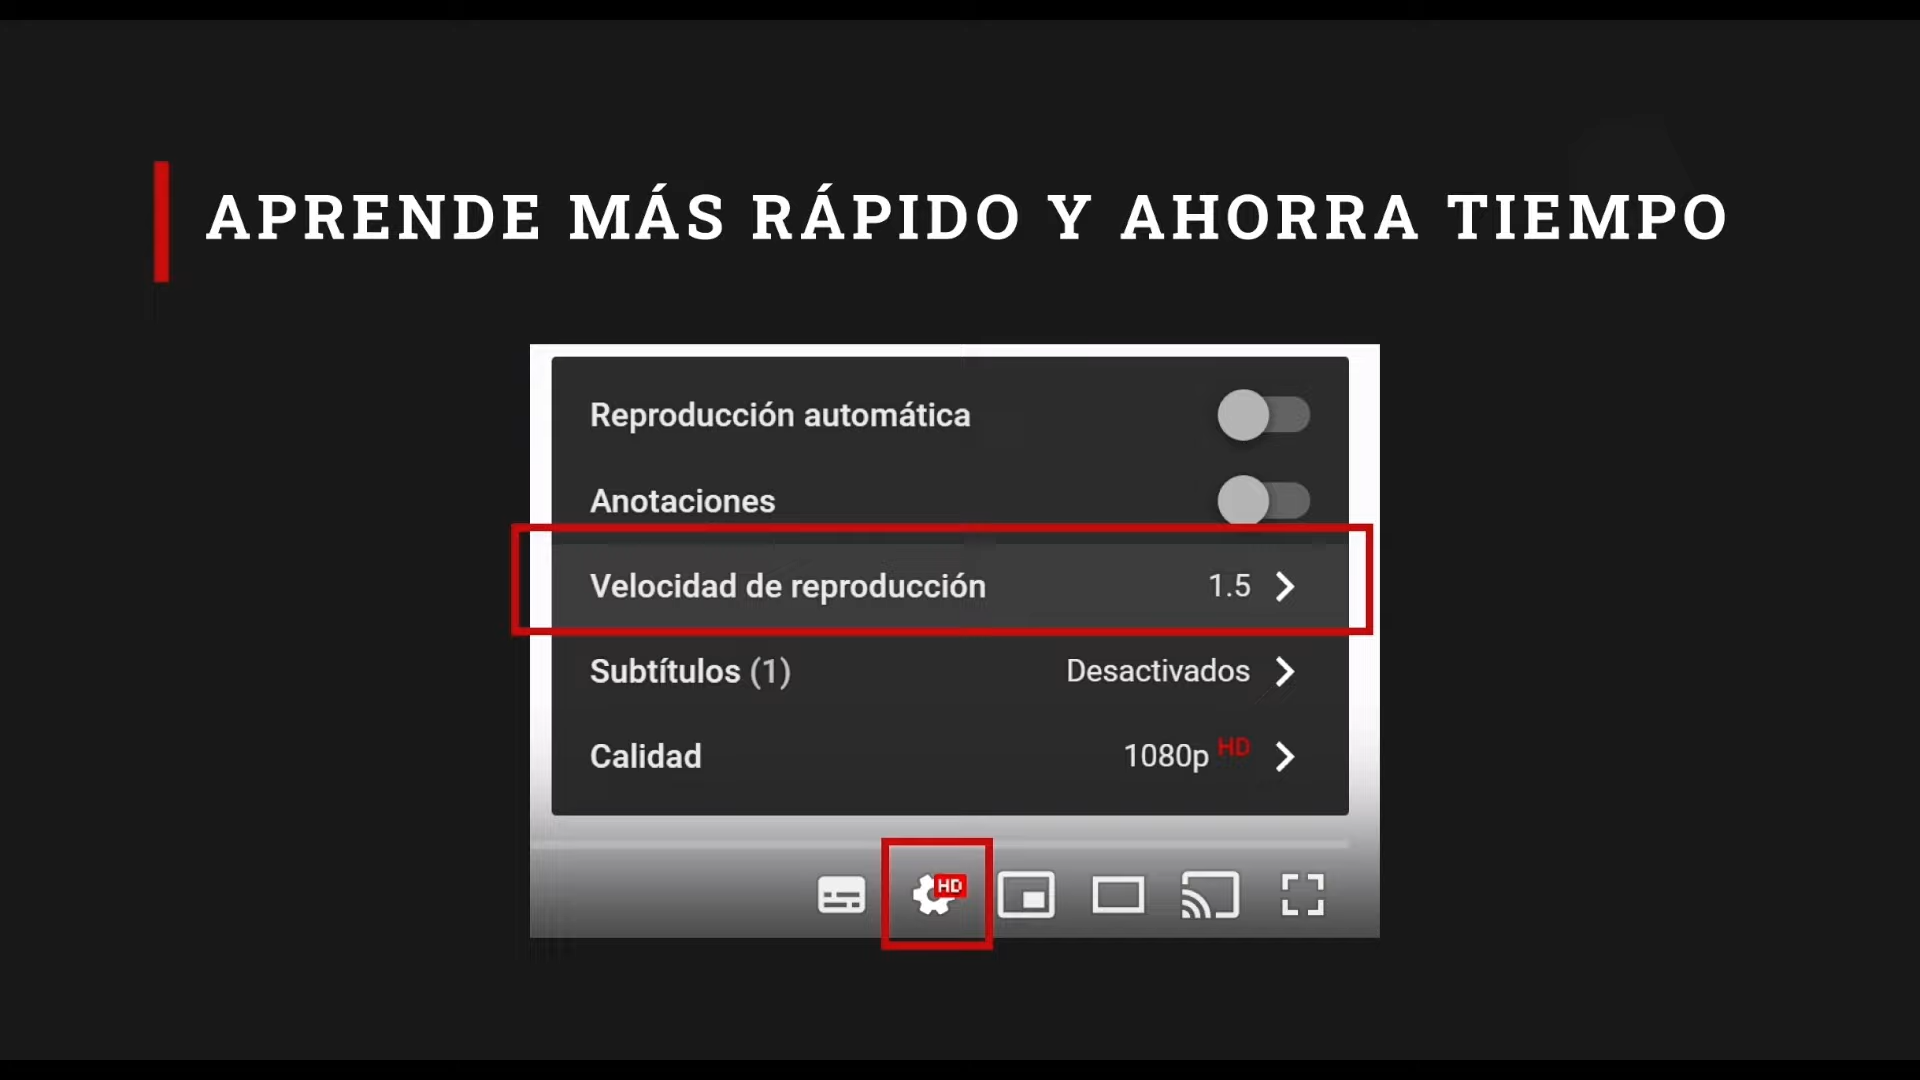 APRENDE MÁS RÁPIDO Y AHORRA TIEMPO
Reproducción automática
Anotaciones
Velocidad de reproducción 1.5
Subtítulos (1) Desactivados
Calidad 1080p HD
HD